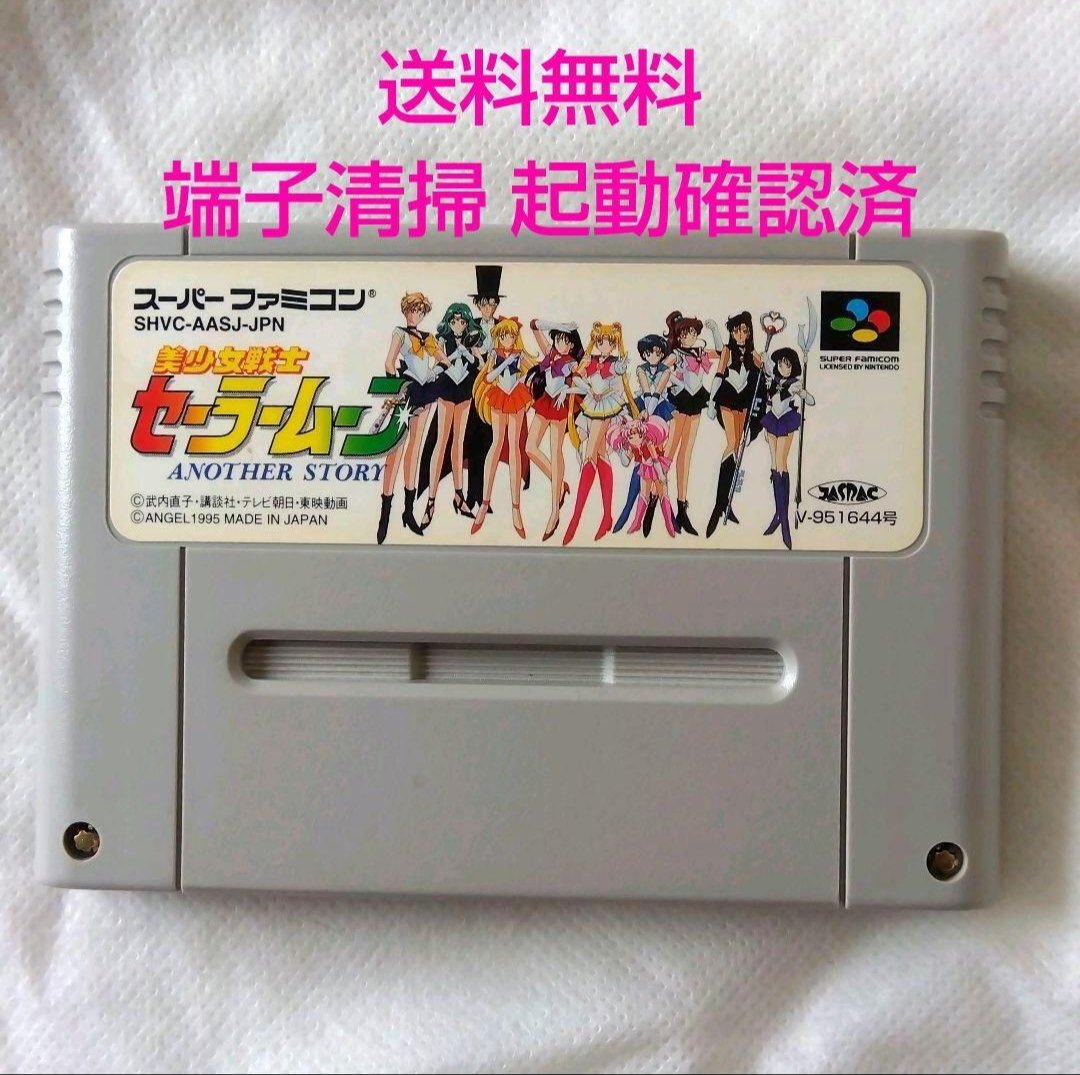 送料無料
端子清掃 起動確認済
スーパーファミコン®
SHVC-AASJ-JPN
美少女戦士
セーラームーン
ANOTHER STORY
©武内直子・講談社・テレビ朝日・東映動画
©ANGEL1995 MADE IN JAPAN
SUPER FAMICOM
LICENSED BY NINTENDO
JASRAC
V-951644号